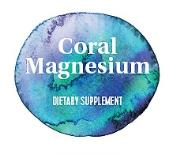 Coral
Magnesium
DIETARY SUPPLEMENT